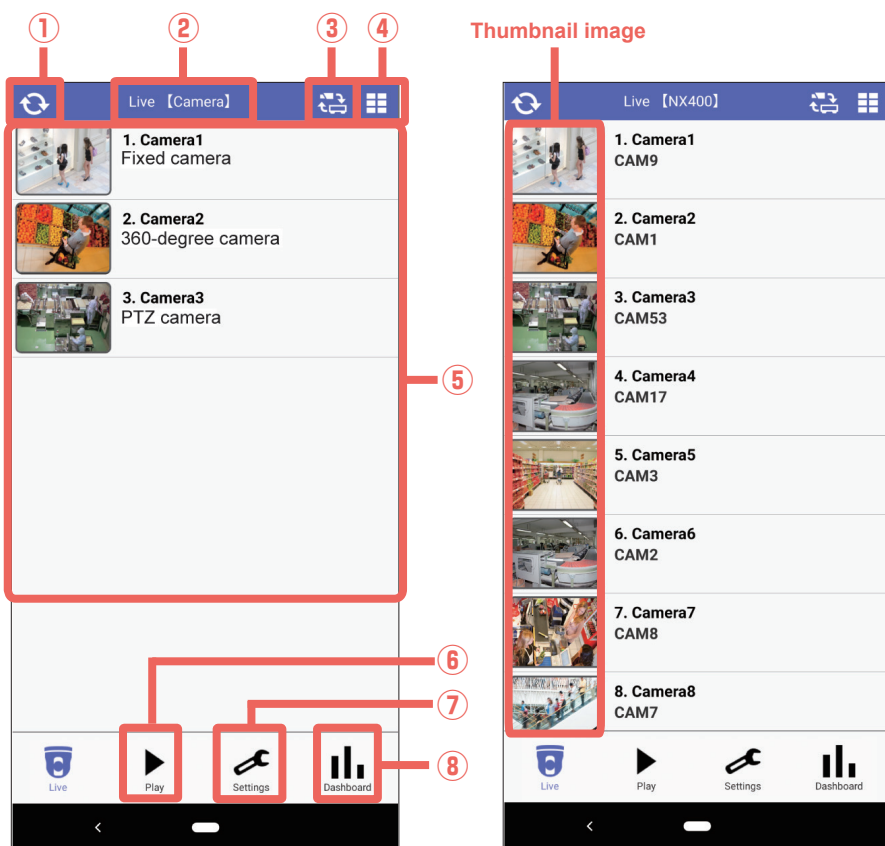 ① ② ③ ④ Thumbnail image
Live 【Camera】
1. Camera1
Fixed camera
2. Camera2
360-degree camera
3. Camera3
PTZ camera
⑤
⑥
⑦
⑧
Live Play Settings Dashboard
Live 【NX400】
1. Camera1
CAM9
2. Camera2
CAM1
3. Camera3
CAM53
4. Camera4
CAM17
5. Camera5
CAM3
6. Camera6
CAM2
7. Camera7
CAM8
8. Camera8
CAM7
Live Play Settings Dashboard